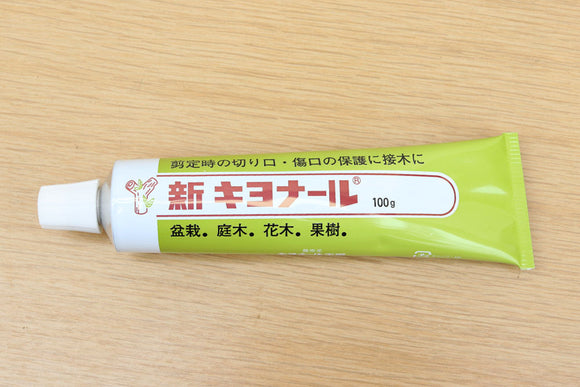 剪定時の切り口・傷口の保護に接木に
新キヨナール® 100g
盆栽。庭木。花木。果樹。